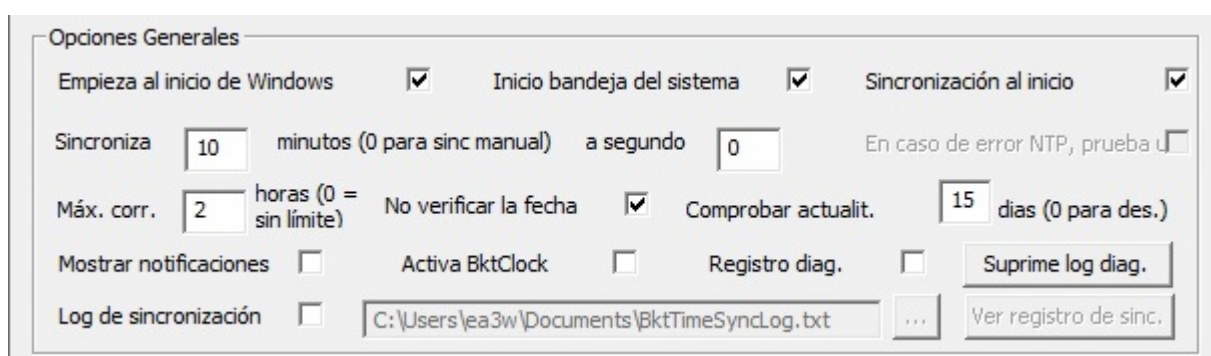 Opciones Generales
Empieza al inicio de Windows Inicio bandeja del sistema Sincronización al inicio
Sincroniza 10 minutos (0 para sinc manual) a segundo 0 En caso de error NTP, prueba u
Máx. corr. 2 horas (0 = sin límite) No verificar la fecha Comprobar actualit. 15 dias (0 para des.)
Mostrar notificaciones Activa BktClock Registro diag. Suprime log diag.
Log de sincronización C:\Users\ea3w\Documents\BktTimeSyncLog.txt ... Ver registro de sinc.